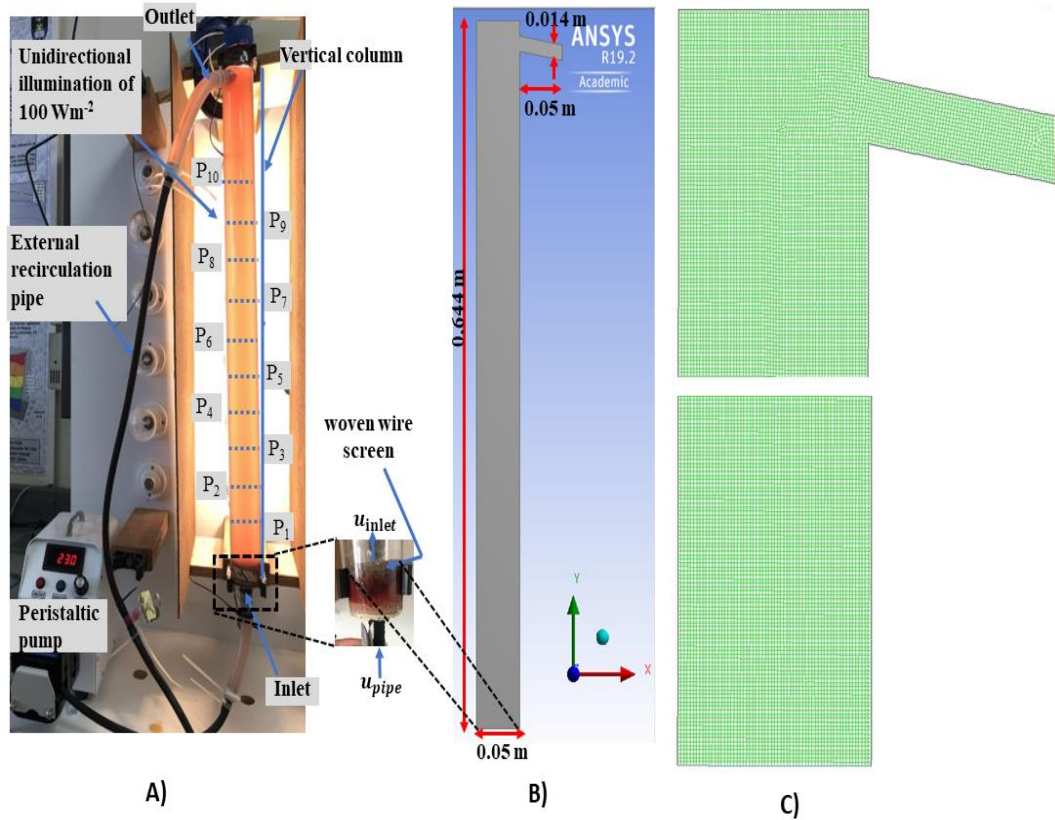 Outlet
Unidirectional
illumination of
100 Wm-2
Vertical column
External
recirculation
pipe
P10
P9
P8
P7
P6
P5
P4
P3
P2
P1
23.0
Peristaltic
pump
Inlet
woven wire
screen
uinlet
upipe
A)
0.014 m
ANSYS
R19.2
Academic
0.05 m
0.644 m
Y
X
Z
0.05 m
B)
C)